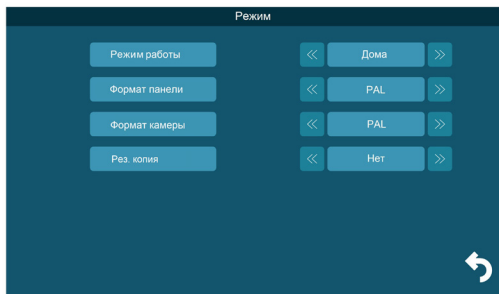 Режим
Режим работы << Дома >>
Формат панели << PAL >>
Формат камеры << PAL >>
Рез. копия << Нет >>